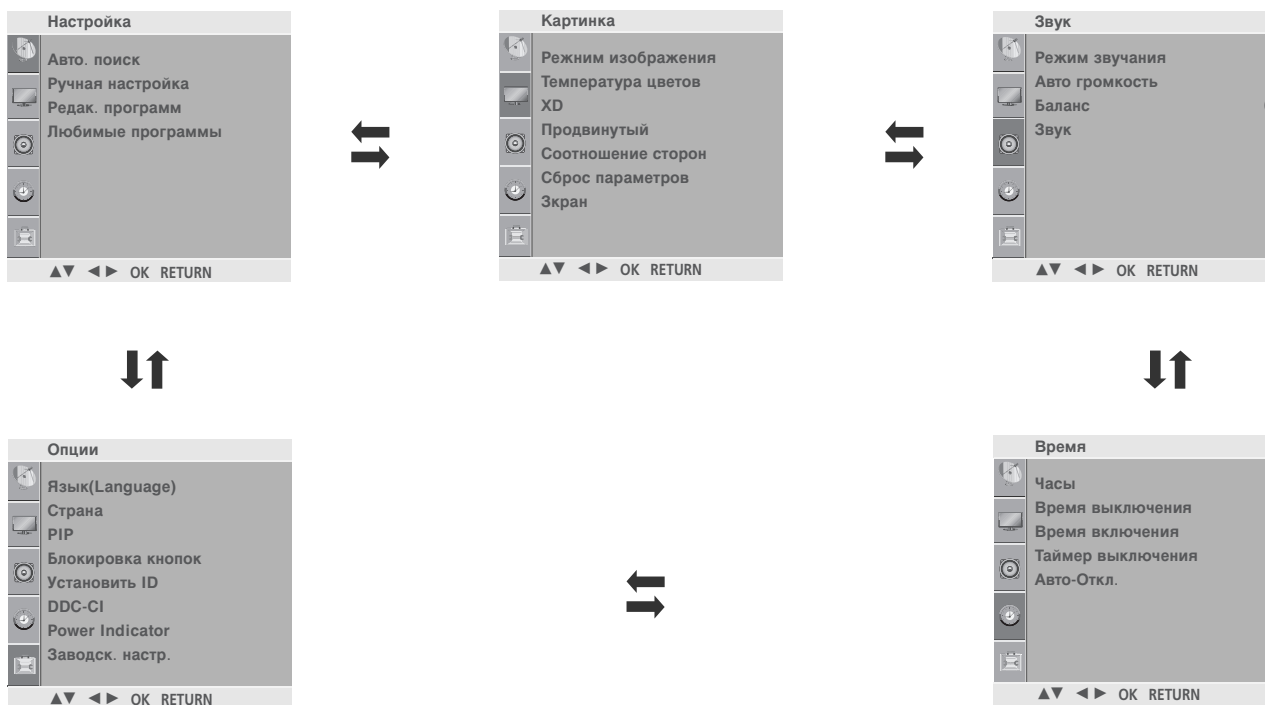 Настройка
Авто. поиск
Ручная настройка
Редак. программ
Любимые программы
▲▼ ◄► OK RETURN
Картинка
Режним изображения
Температура цветов
XD
Продвинутый
Соотношение сторон
Сброс параметров
Зкран
▲▼ ◄► OK RETURN
Звук
Режим звучания
Авто громкость
Баланс
Звук
▲▼ ◄► OK RETURN
Опции
Язык(Language)
Страна
PIP
Блокировка кнопок
Установить ID
DDC-CI
Power Indicator
Заводск. настр.
▲▼ ◄► OK RETURN
Время
Часы
Время выключения
Время включения
Таймер выключения
Авто-Откл.
▲▼ ◄► OK RETURN